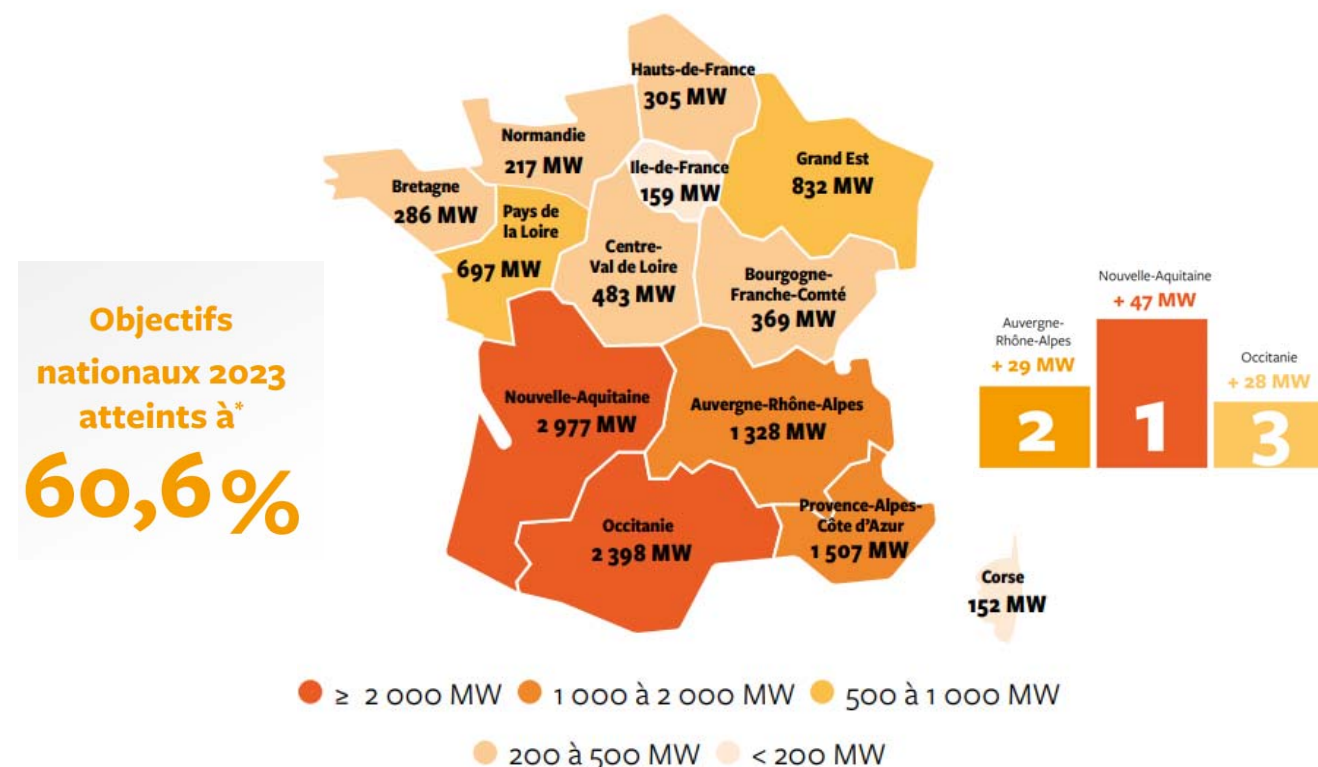 Hauts-de-France
305 MW
Normandie
217 MW
Ile-de-France
159 MW
Grand Est
832 MW
Bretagne
286 MW
Pays de
la Loire
697 MW
Centre-
Val de Loire
483 MW
Bourgogne-
Franche-Comté
369 MW
Objectifs
nationaux 2023
atteints à*
60,6 %
Nouvelle-Aquitaine
2 977 MW
Auvergne-Rhône-Alpes
1 328 MW
Occitanie
2 398 MW
Provence-Alpes-
Côte d'Azur
1 507 MW
Corse
152 MW
Auvergne-
Rhône-Alpes
+ 29 MW
2
Nouvelle-Aquitaine
+ 47 MW
1
Occitanie
+ 28 MW
3
≥ 2 000 MW
1 000 à 2 000 MW
500 à 1 000 MW
200 à 500 MW
< 200 MW